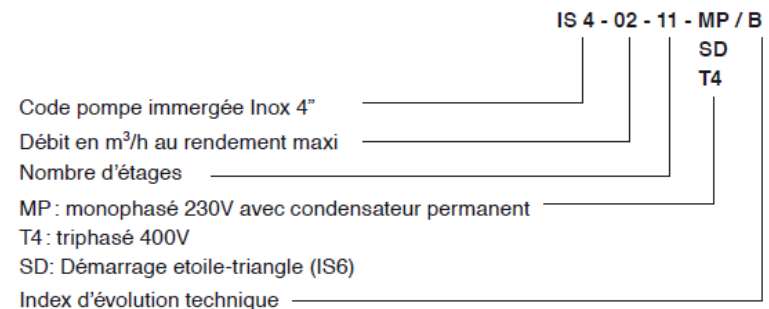 IS 4 - 02 - 11 - MP / B
SD
T4
Code pompe immergée Inox 4”
Débit en m³/h au rendement maxi
Nombre d’étages
MP : monophasé 230V avec condensateur permanent
T4 : triphasé 400V
SD: Démarrage etoile-triangle (IS6)
Index d’évolution technique